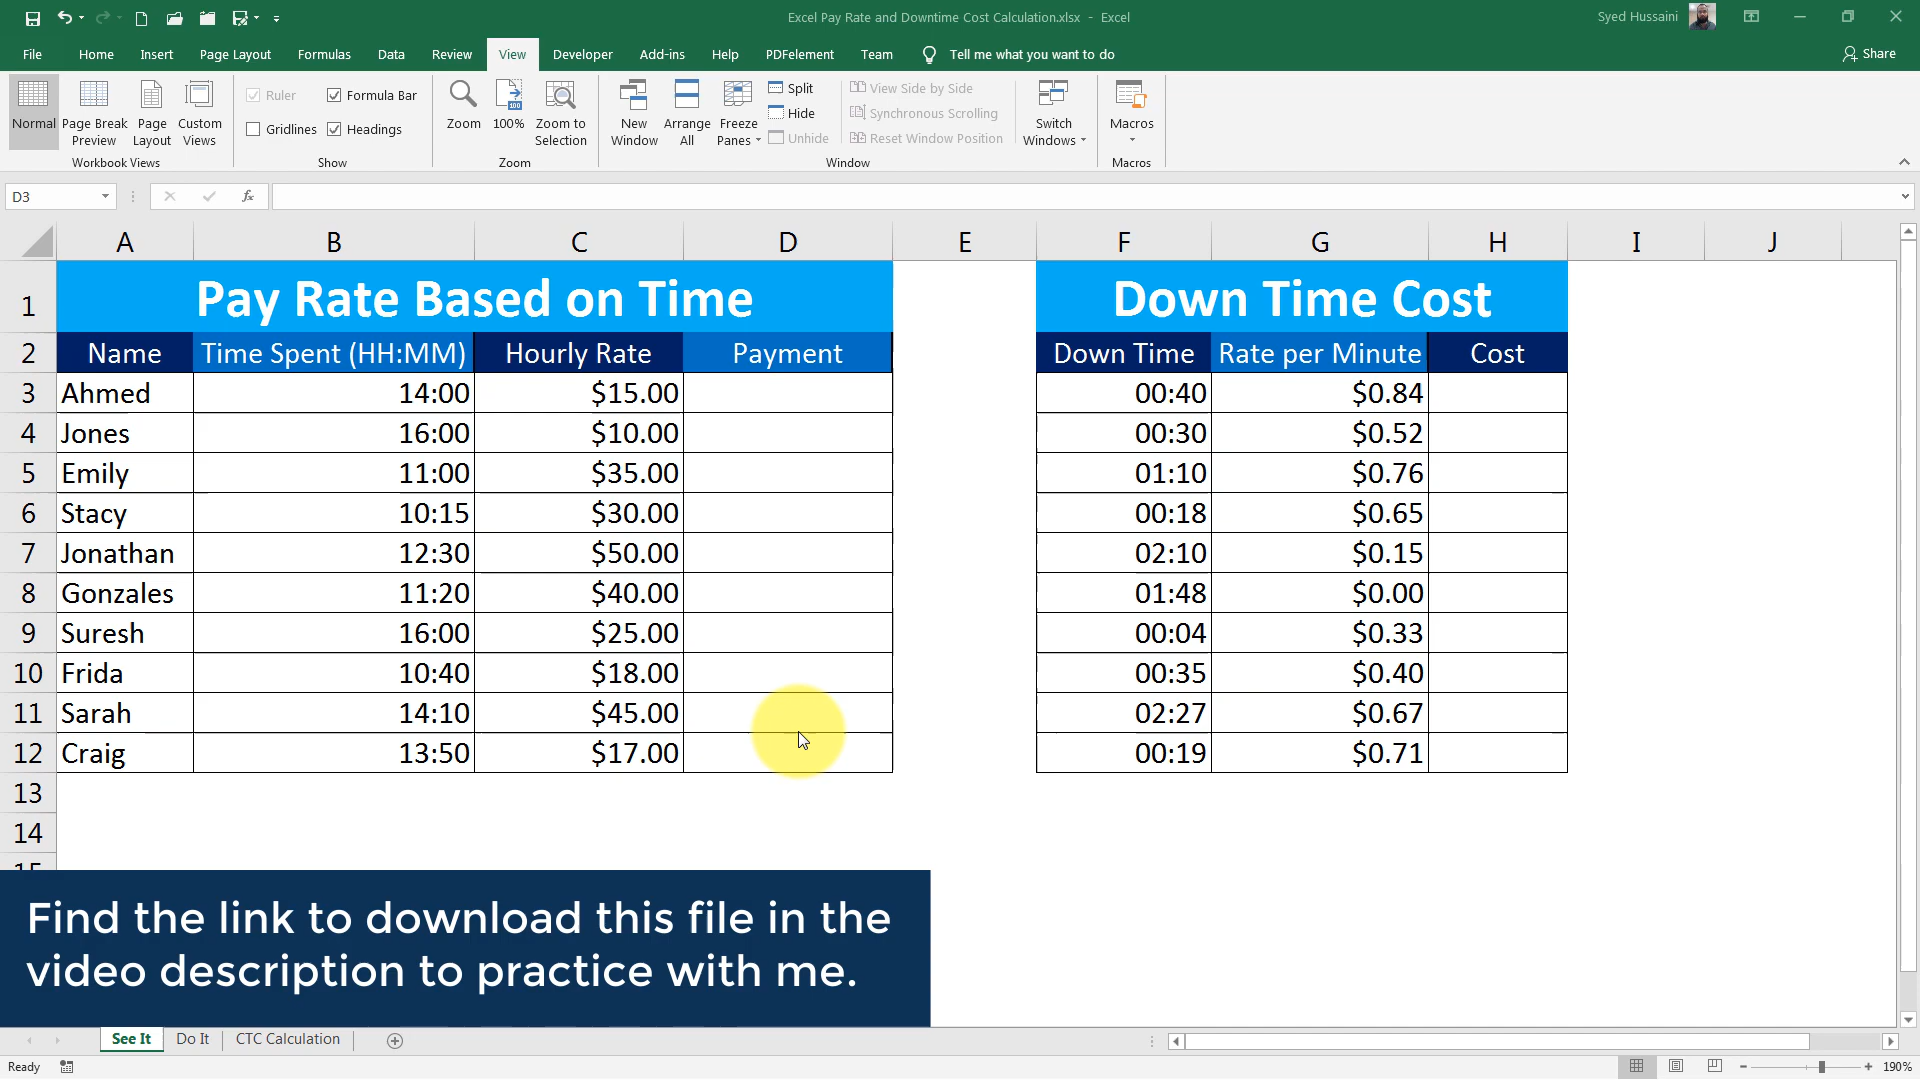 Excel Pay Rate and Downtime Cost Calculation.xlsx - Excel
Syed Hussaini
File Home Insert Page Layout Formulas Data Review View Developer Add-ins Help PDFelement Team Tell me what you want to do Share
Normal
Page Break Preview
Page Layout
Custom Views
Workbook Views
Ruler
Formula Bar
Gridlines
Headings
Show
Zoom
100
100%
Zoom to Selection
Zoom
New Window
Arrange All
Freeze Panes
Split
Hide
Unhide
View Side by Side
Synchronous Scrolling
Reset Window Position
Window
Switch Windows
Macros
Macros
D3
fx
A B C D E F G H I J
1 Pay Rate Based on Time Down Time Cost
2 Name Time Spent (HH:MM) Hourly Rate Payment Down Time Rate per Minute Cost
3 Ahmed 14:00 $15.00 00:40 $0.84
4 Jones 16:00 $10.00 00:30 $0.52
5 Emily 11:00 $35.00 01:10 $0.76
6 Stacy 10:15 $30.00 00:18 $0.65
7 Jonathan 12:30 $50.00 02:10 $0.15
8 Gonzales 11:20 $40.00 01:48 $0.00
9 Suresh 16:00 $25.00 00:04 $0.33
10 Frida 10:40 $18.00 00:35 $0.40
11 Sarah 14:10 $45.00 02:27 $0.67
12 Craig 13:50 $17.00 00:19 $0.71
13
14
15
Find the link to download this file in the
video description to practice with me.
See It Do It CTC Calculation
Ready
190%